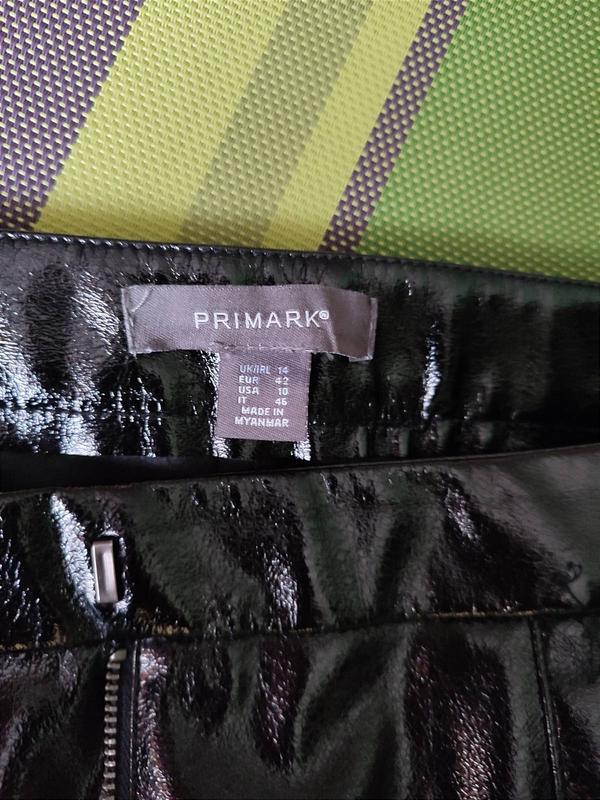 PRIMARK®
UK/IRL 14
EUR 42
USA 10
IT 46
MADE IN
MYANMAR